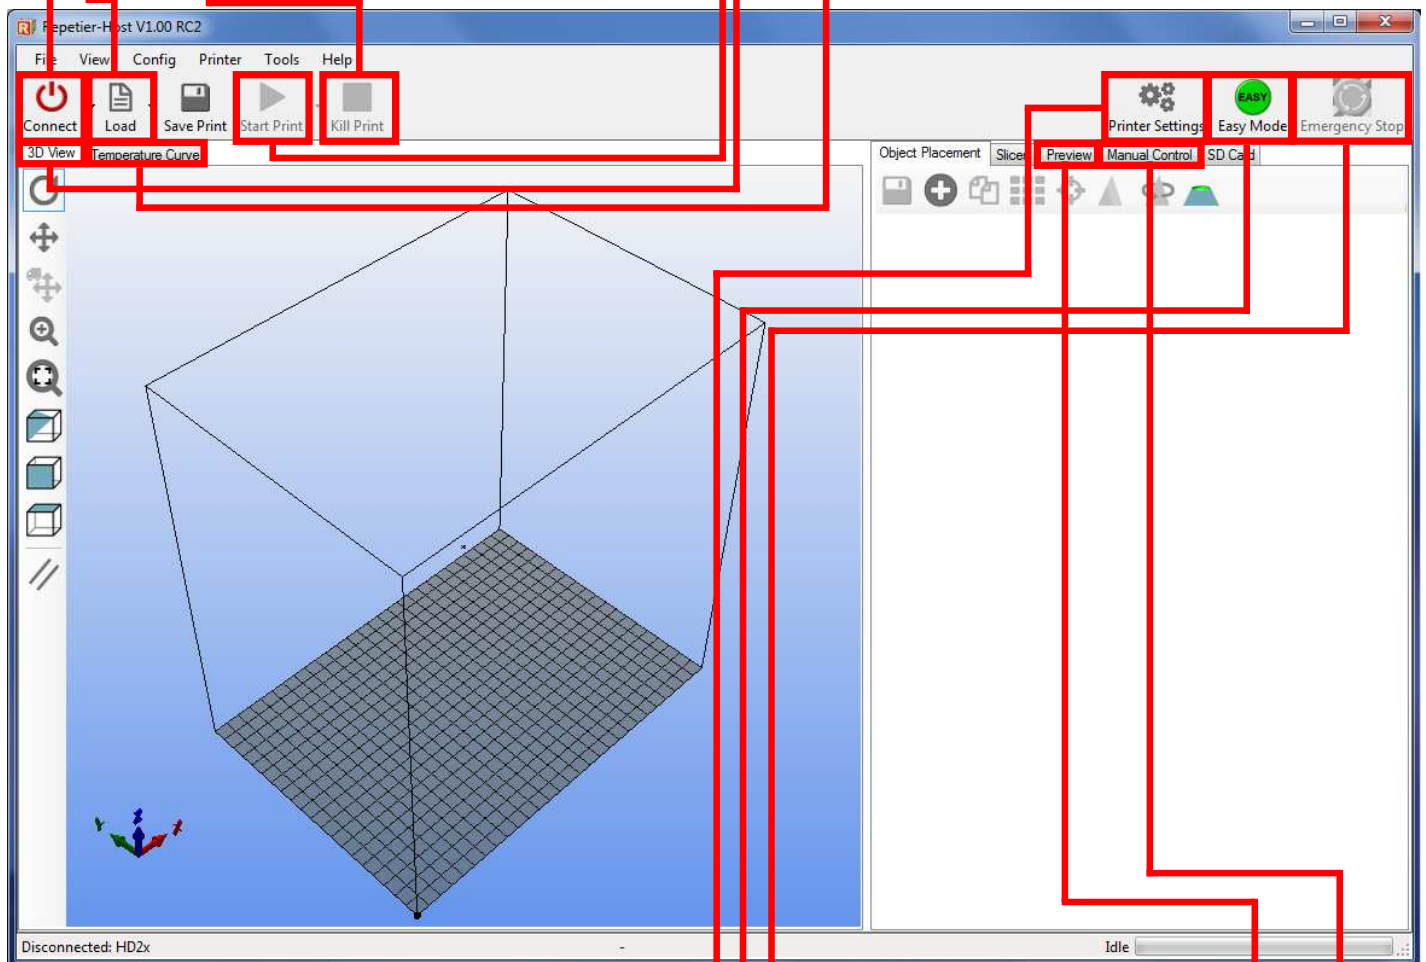 Repetier-Host V1.00 RC2
File View Config Printer Tools Help
Connect Load Save Print Start Print Kill Print Printer Settings EASY Easy Mode Emergency Stop
3D View Temperature Curve Object Placement Slicer Preview Manual Control SD Card
Disconnected: HD2x - Idle